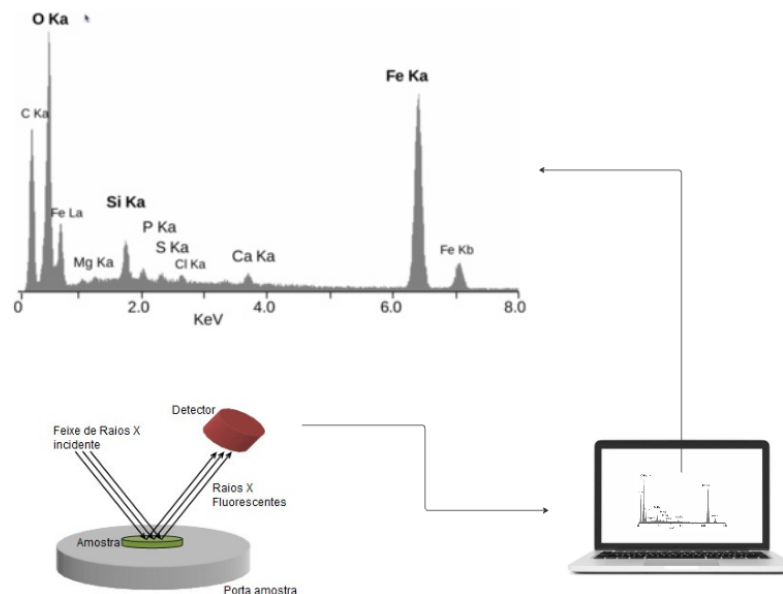 O Ka
C Ka
Fe La
Mg Ka
Si Ka
P Ka
S Ka
Cl Ka
Ca Ka
Fe Ka
Fe Kb
0 2.0 4.0 6.0 8.0
KeV
Detector
Feixe de Raios X
incidente
Raios X
Fluorescentes
Amostra
Porta amostra